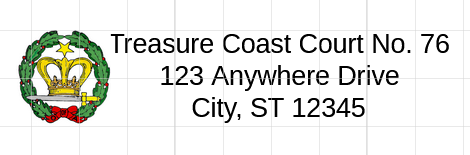 Treasure Coast Court No. 76
123 Anywhere Drive
City, ST 12345